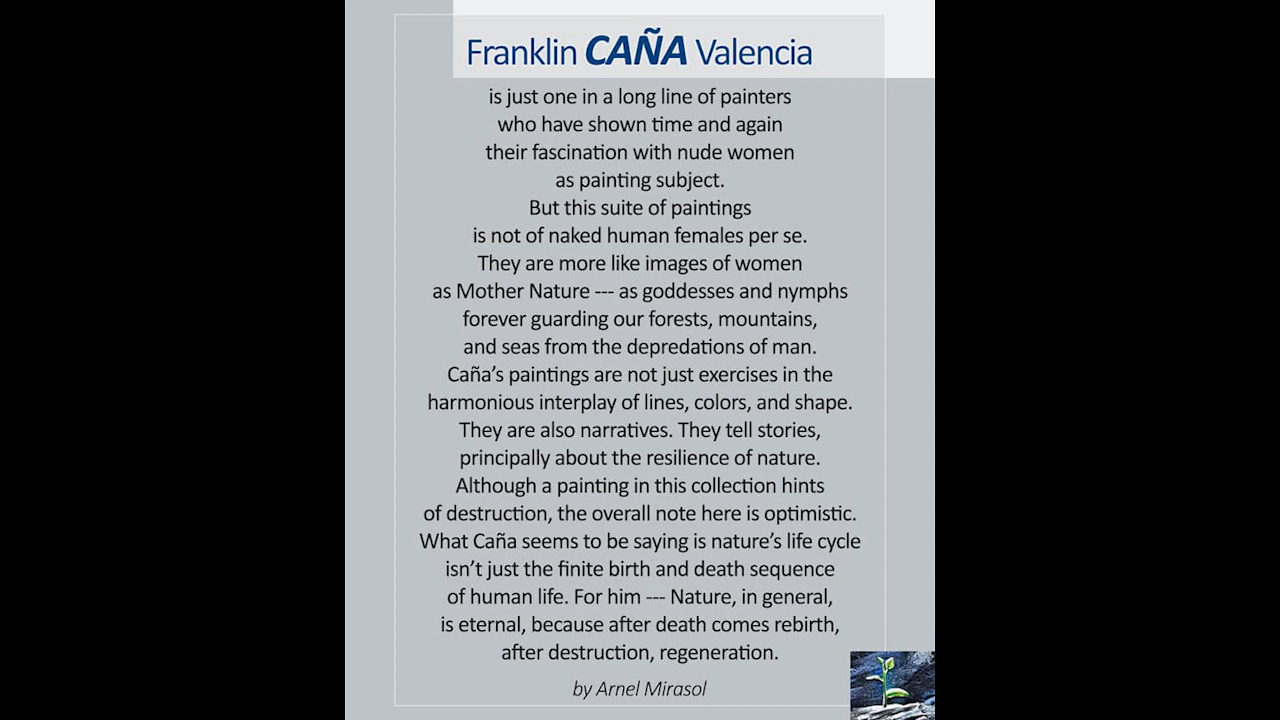 Franklin CAÑA Valencia
is just one in a long line of painters
who have shown time and again
their fascination with nude women
as painting subject.
But this suite of paintings
is not of naked human females per se.
They are more like images of women
as Mother Nature --- as goddesses and nymphs
forever guarding our forests, mountains,
and seas from the depredations of man.
Caña’s paintings are not just exercises in the
harmonious interplay of lines, colors, and shape.
They are also narratives. They tell stories,
principally about the resilience of nature.
Although a painting in this collection hints
of destruction, the overall note here is optimistic.
What Caña seems to be saying is nature’s life cycle
isn’t just the finite birth and death sequence
of human life. For him --- Nature, in general,
is eternal, because after death comes rebirth,
after destruction, regeneration.
by Arnel Mirasol